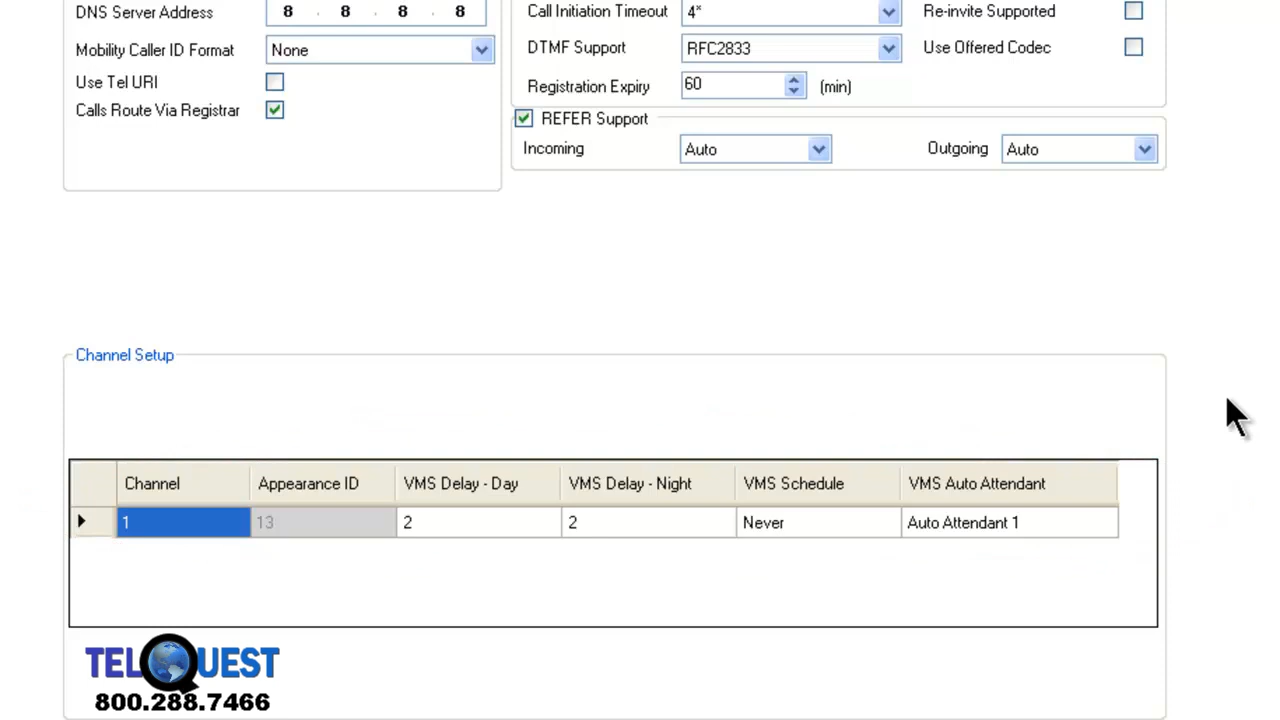 DNS Server Address 8 . 8 . 8 . 8
Mobility Caller ID Format None
Use Tel URI
Calls Route Via Registrar
Call Initiation Timeout 4* Re-invite Supported
DTMF Support RFC2833 Use Offered Codec
Registration Expiry 60 (min)
REFER Support
Incoming Auto Outgoing Auto
Channel Setup
Channel Appearance ID VMS Delay - Day VMS Delay - Night VMS Schedule VMS Auto Attendant
1 13 2 2 Never Auto Attendant 1
TELQUEST
800.288.7466